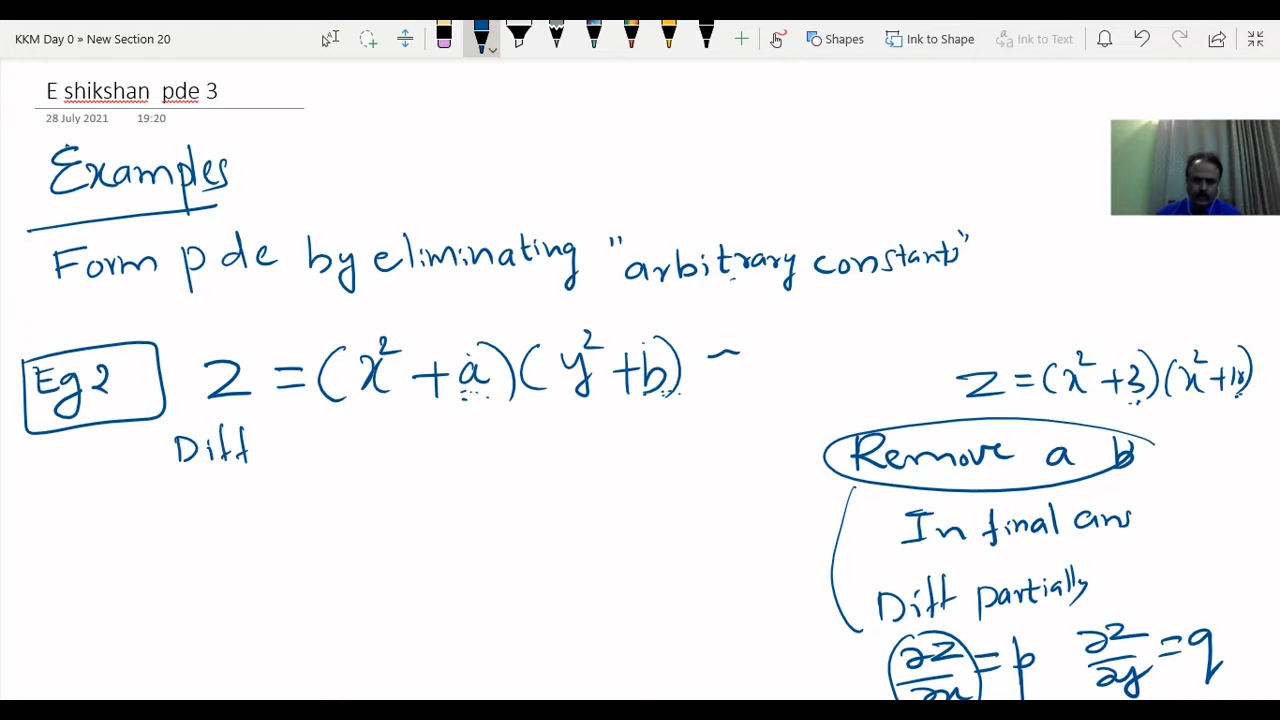 KKM Day 0 » New Section 20
Shapes
Ink to Shape
Ink to Text
E shikshan pde 3
28 July 2021 19:20
Examples
Form pde by eliminating "arbitrary constants"
Eg 2
z = (x² + a)(y² + b)
Diff
z = (x² + 3)(x² + 10)
Remove a b
In final ans
Diff partially
∂z/∂x = p ∂z/∂y = q